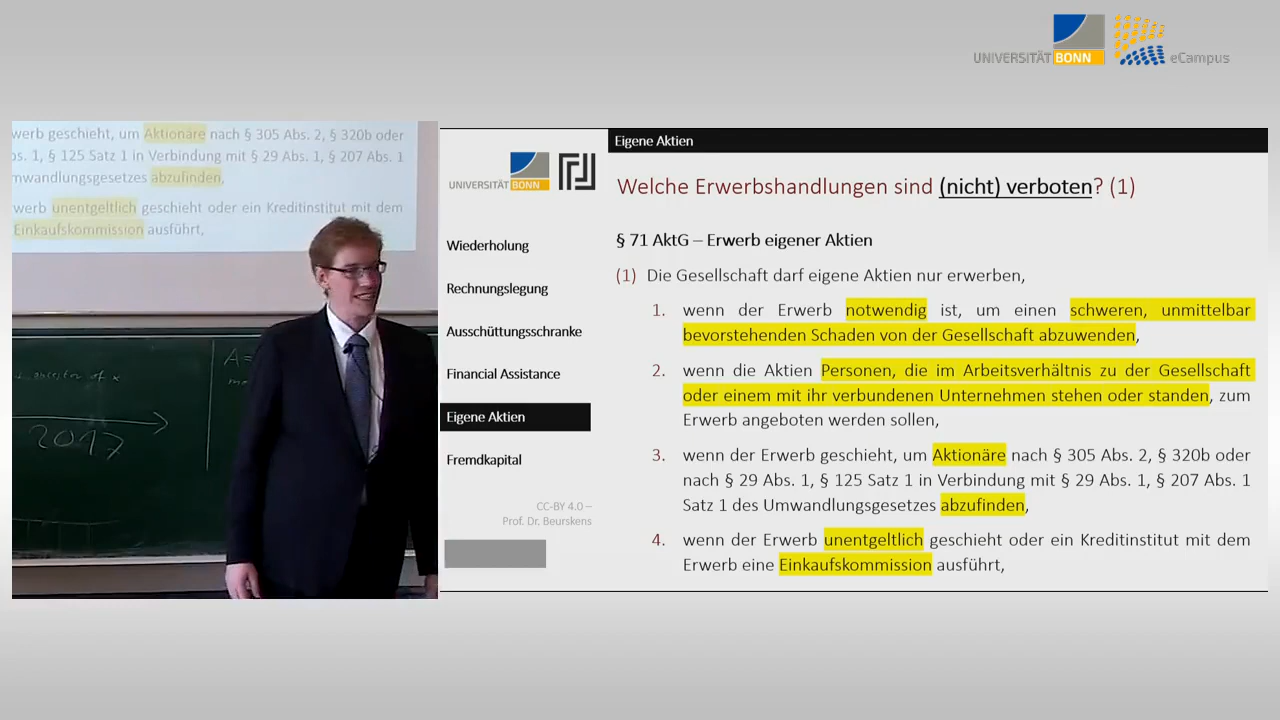 UNIVERSITÄT BONN eCampus
werb geschieht, um Aktionäre nach § 305 Abs. 2, § 320b oder
bs. 1, § 125 Satz 1 in Verbindung mit § 29 Abs. 1, § 207 Abs. 1
mwandlungsgesetzes abzufinden,
werb unentgeltlich geschieht oder ein Kreditinstitut mit dem
Einkaufskommission ausführt,
A =
2017
UNIVERSITÄT BONN
Wiederholung
Rechnungslegung
Ausschüttungsschranke
Financial Assistance
Eigene Aktien
Fremdkapital
CC-BY 4.0 –
Prof. Dr. Beurskens
Eigene Aktien
Welche Erwerbshandlungen sind (nicht) verboten? (1)
§ 71 AktG – Erwerb eigener Aktien
(1) Die Gesellschaft darf eigene Aktien nur erwerben,
1. wenn der Erwerb notwendig ist, um einen schweren, unmittelbar
bevorstehenden Schaden von der Gesellschaft abzuwenden,
2. wenn die Aktien Personen, die im Arbeitsverhältnis zu der Gesellschaft
oder einem mit ihr verbundenen Unternehmen stehen oder standen, zum
Erwerb angeboten werden sollen,
3. wenn der Erwerb geschieht, um Aktionäre nach § 305 Abs. 2, § 320b oder
nach § 29 Abs. 1, § 125 Satz 1 in Verbindung mit § 29 Abs. 1, § 207 Abs. 1
Satz 1 des Umwandlungsgesetzes abzufinden,
4. wenn der Erwerb unentgeltlich geschieht oder ein Kreditinstitut mit dem
Erwerb eine Einkaufskommission ausführt,